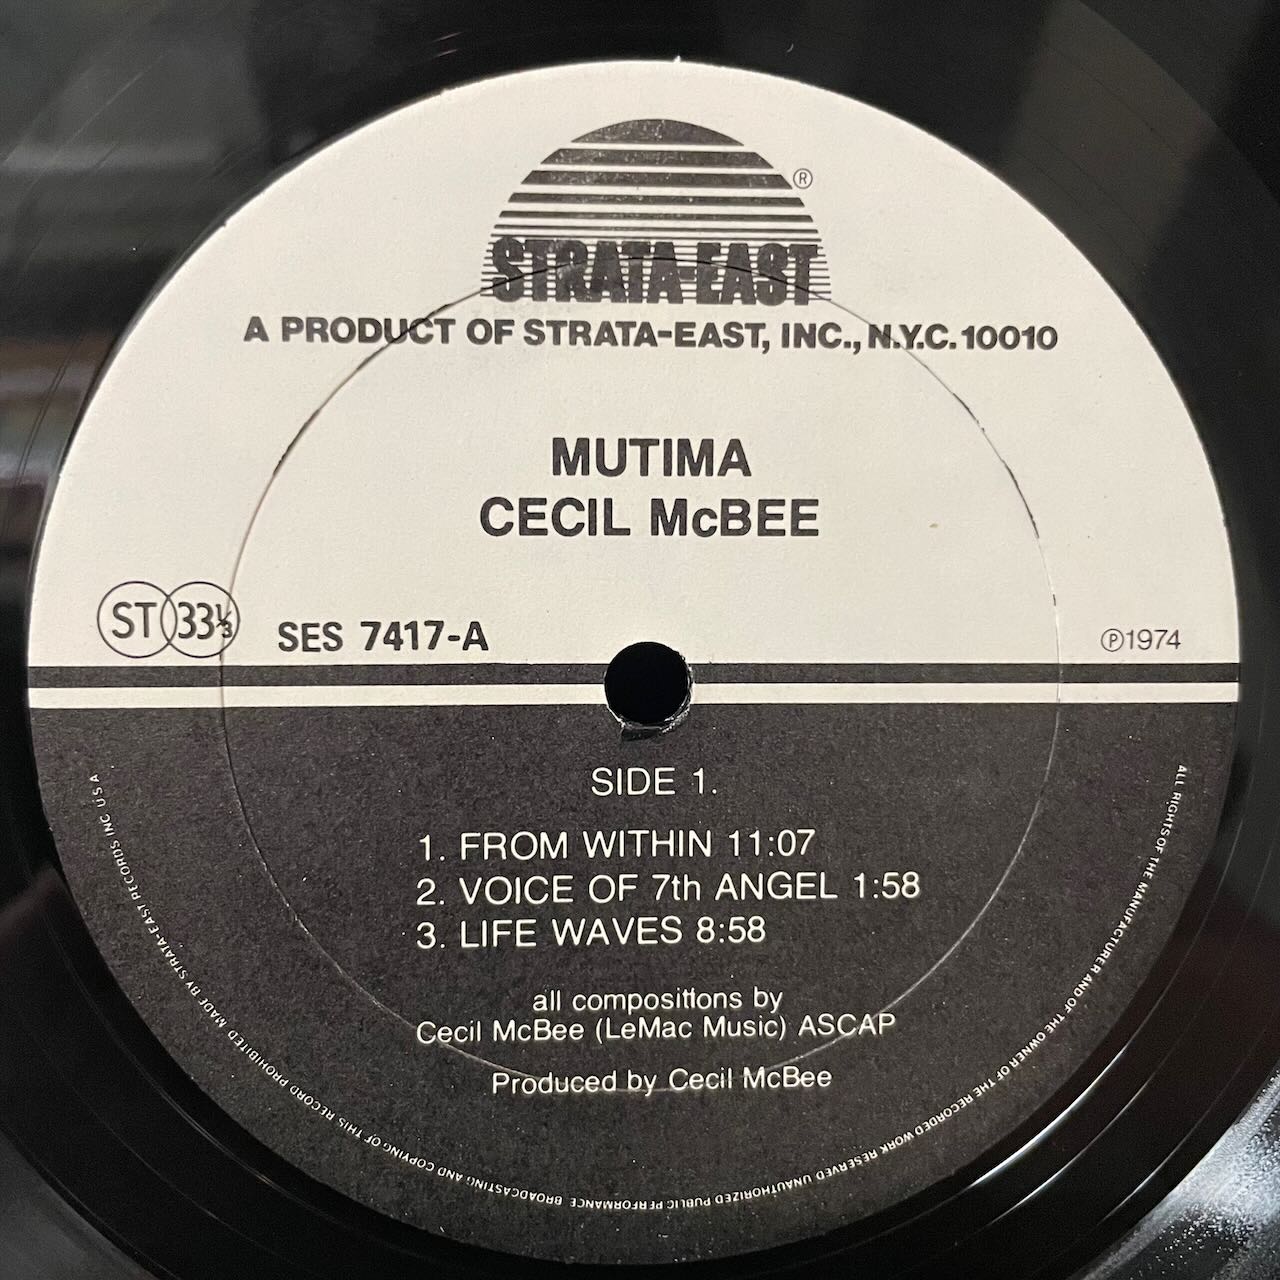 STRATA-EAST
®
A PRODUCT OF STRATA-EAST, INC., N.Y.C. 10010
MUTIMA
CECIL McBEE
ST 33⅓ SES 7417-A
℗1974
SIDE 1.
1. FROM WITHIN 11:07
2. VOICE OF 7th ANGEL 1:58
3. LIFE WAVES 8:58
all compositions by
Cecil McBee (LeMac Music) ASCAP
Produced by Cecil McBee
ALL RIGHTS OF THE MANUFACTURER AND OF THE OWNER OF THE RECORDED WORK RESERVED UNAUTHORIZED PUBLIC PERFORMANCE BROADCASTING AND COPYING OF THIS RECORD PROHIBITED MADE BY STRATA-EAST RECORDS INC U.S.A